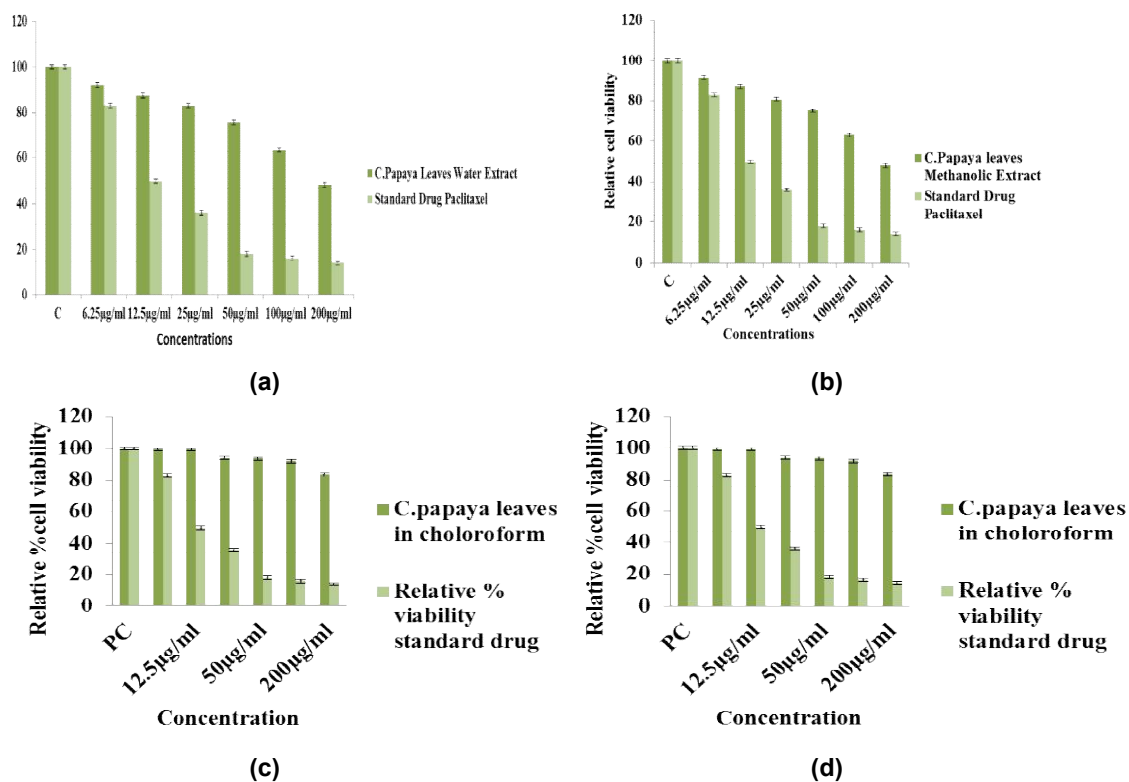 120
100
80
60
40
20
0
C
6.25µg/ml
12.5µg/ml
25µg/ml
50µg/ml
100µg/ml
200µg/ml
Concentrations
C.Papaya Leaves Water Extract
Standard Drug Paclitaxel
(a)
Relative cell viability
120
100
80
60
40
20
0
C
6.25µg/ml
12.5µg/ml
25µg/ml
50µg/ml
100µg/ml
200µg/ml
Concentrations
C.Papaya leaves
Methanolic Extract
Standard Drug
Paclitaxel
(b)
Relative %cell viability
120
100
80
60
40
20
0
PC
12.5µg/ml
50µg/ml
200µg/ml
Concentration
C.papaya leaves
in choloroform
Relative %
viability
standard drug
(c)
Relative %cell viability
120
100
80
60
40
20
0
PC
12.5µg/ml
50µg/ml
200µg/ml
Concentration
C.papaya leaves
in choloroform
Relative %
viability
standard drug
(d)